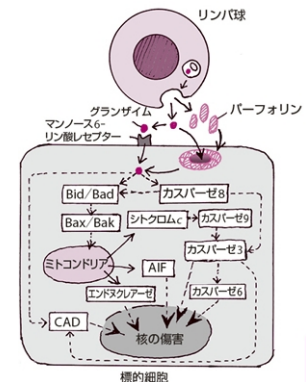 リンパ球
グランザイム
パーフォリン
マンノース6-
リン酸レセプター
Bid/Bad
カスパーゼ8
Bax/Bak
シトクロムc
カスパーゼ9
カスパーゼ3
ミトコンドリア
AIF
エンドヌクレアーゼ
カスパーゼ6
CAD
核の傷害
標的細胞